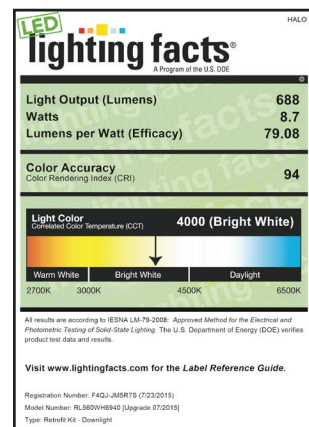 HALO
LED
lighting facts®
A Program of the U.S. DOE
Light Output (Lumens) 688
Watts 8.7
Lumens per Watt (Efficacy) 79.08
Color Accuracy
Color Rendering Index (CRI) 94
Light Color
Correlated Color Temperature (CCT) 4000 (Bright White)
Warm White Bright White Daylight
2700K 3000K 4500K 6500K
All results are according to IESNA LM-79-2008: Approved Method for the Electrical and
Photometric Testing of Solid-State Lighting. The U.S. Department of Energy (DOE) verifies
product test data and results.
Visit www.lightingfacts.com for the Label Reference Guide.
Registration Number: F4QJ-JM5R7S (7/23/2015)
Model Number: RL560WH6940 [Upgrade 07/2015]
Type: Retrofit Kit - Downlight